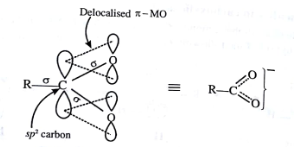 Delocalised π-MO
O
σ
σ
R—C
σ
O
sp² carbon
≡
R—C
O
O
−